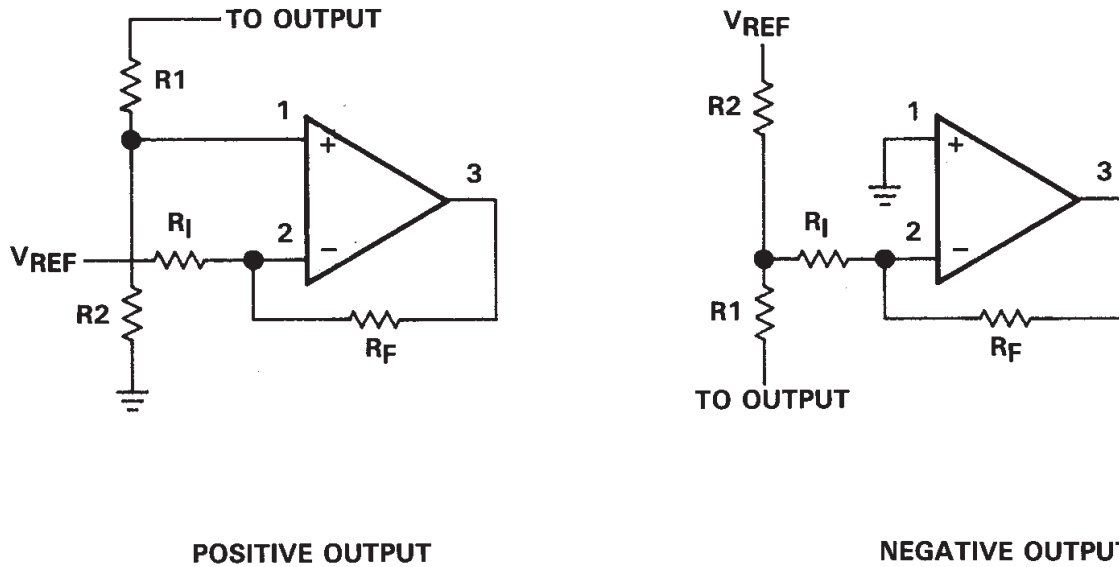 TO OUTPUT
R1
1
+
3
RI
2
VREF
−
R2
RF
POSITIVE OUTPUT
VREF
R2
1
+
3
RI
2
−
R1
RF
TO OUTPUT
NEGATIVE OUTPUT